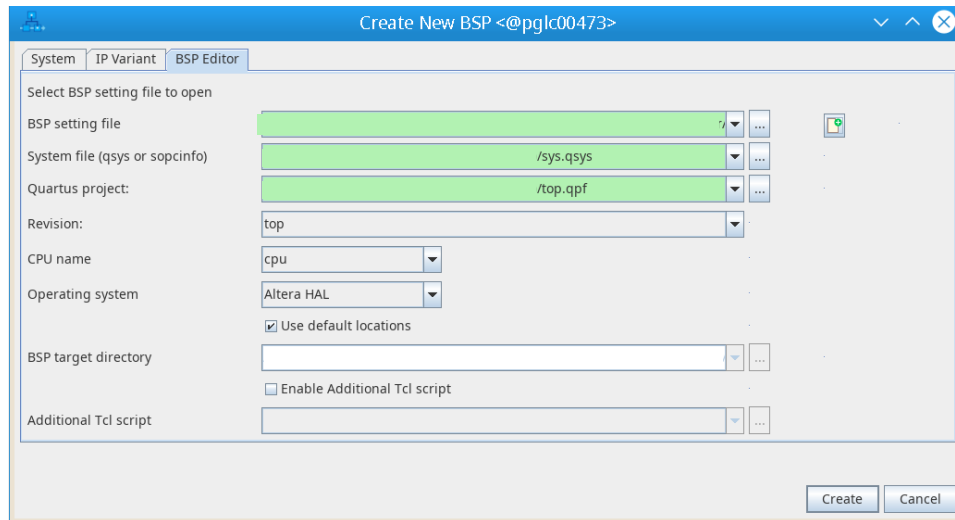 Create New BSP <@pglc00473>
System IP Variant BSP Editor
Select BSP setting file to open
BSP setting file ...
System file (qsys or sopcinfo) /sys.qsys ...
Quartus project: /top.qpf ...
Revision: top
CPU name cpu
Operating system Altera HAL
Use default locations
BSP target directory ...
Enable Additional Tcl script
Additional Tcl script ...
Create Cancel